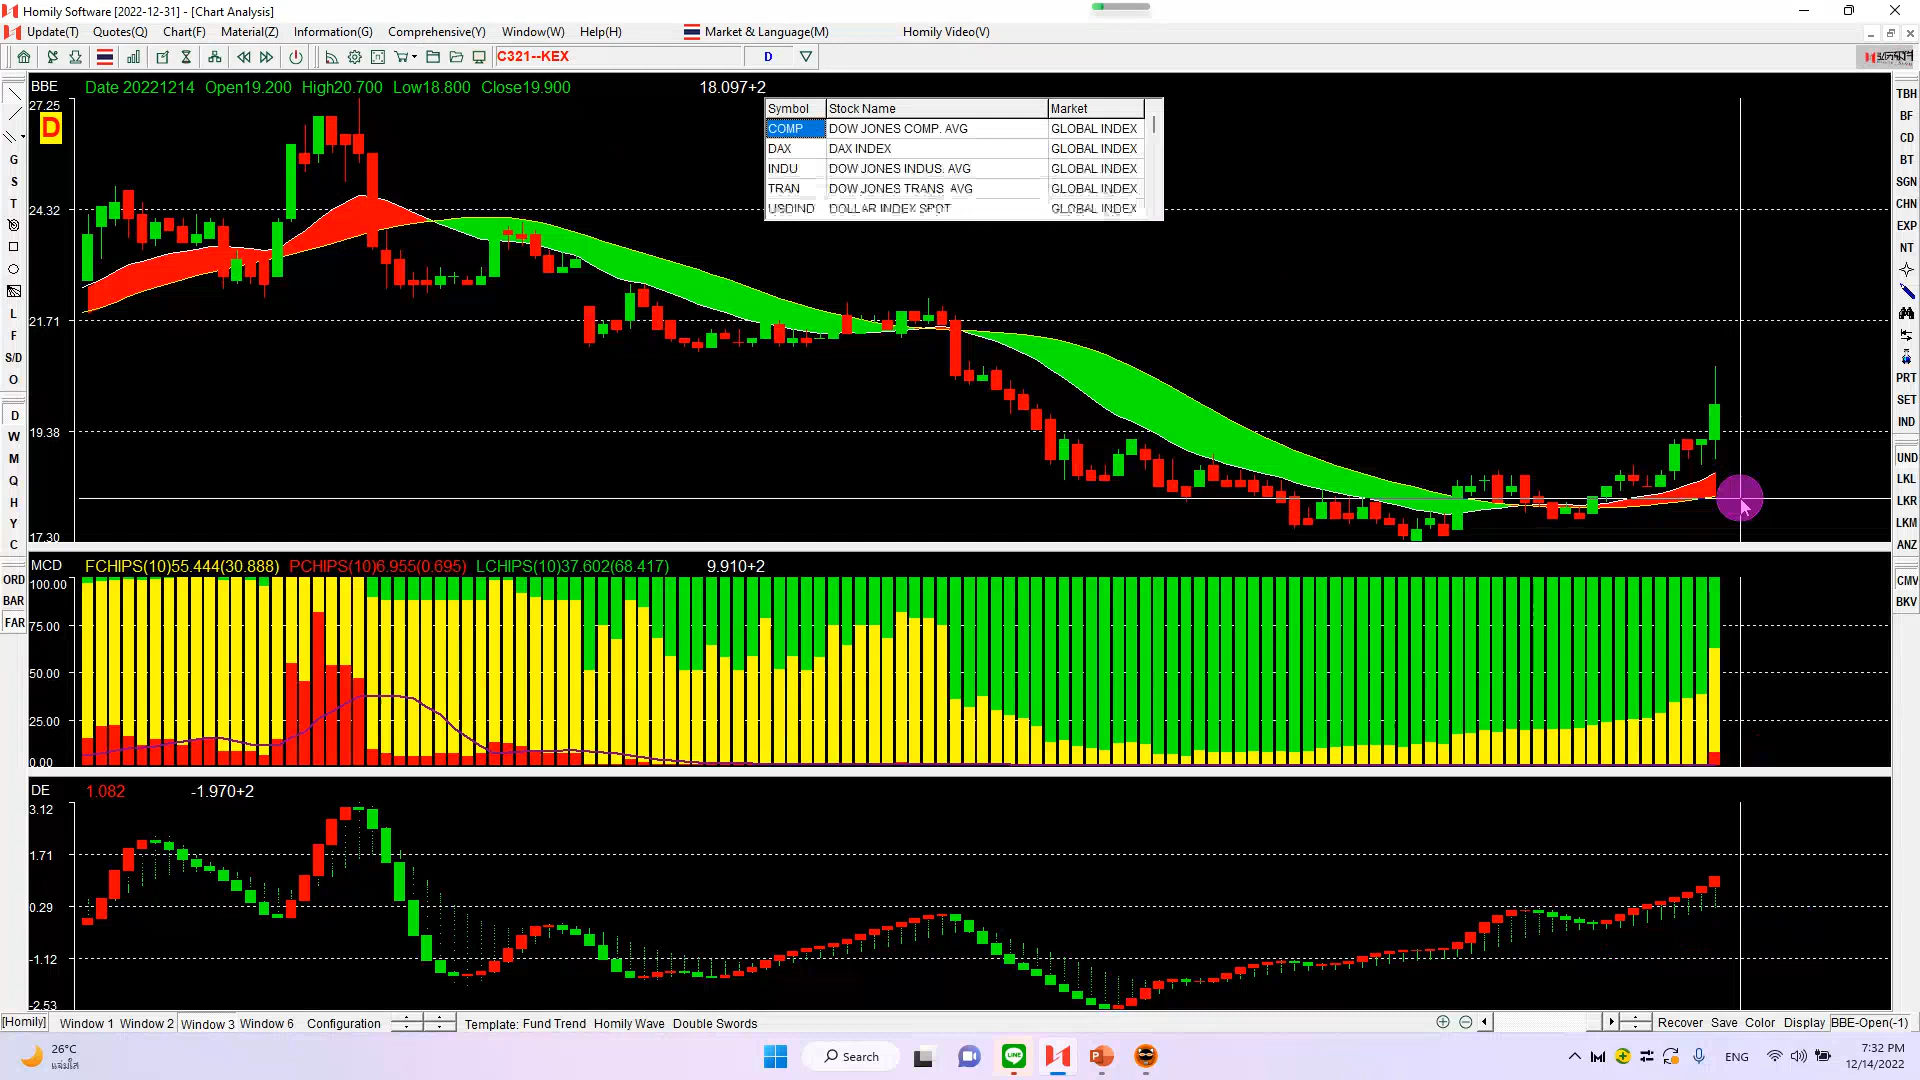 Homily Software [2022-12-31] - [Chart Analysis]
Update(T) Quotes(Q) Chart(F) Material(Z) Information(G) Comprehensive(Y) Window(W) Help(H) Market & Language(M) Homily Video(V)
C321--KEX D
BBE Date 20221214 Open19.200 High20.700 Low18.800 Close19.900 18.097+2
27.25
D
24.32
21.71
19.38
17.30
Symbol Stock Name Market
COMP DOW JONES COMP. AVG GLOBAL INDEX
DAX DAX INDEX GLOBAL INDEX
INDU DOW JONES INDUS. AVG GLOBAL INDEX
TRAN DOW JONES TRANS AVG GLOBAL INDEX
USDIND DOLLAR INDEX SPOT GLOBAL INDEX
MCD FCHIPS(10)55.444(30.888) PCHIPS(10)6.955(0.695) LCHIPS(10)37.602(68.417) 9.910+2
100.00
75.00
50.00
25.00
0.00
DE 1.082 -1.970+2
3.12
1.71
0.29
-1.12
-2.53
G
S
T
L
F
S/D
O
D
W
M
Q
H
Y
C
ORD
BAR
FAR
TBH
BF
CD
BT
SGN
CHN
EXP
NT
PRT
SET
IND
UND
LKL
LKR
LKM
ANZ
CMV
BKV
[Homily] Window 1 Window 2 Window 3 Window 6 Configuration Template: Fund Trend Homily Wave Double Swords Recover Save Color Display BBE-Open(-1)
26°C
Search
LINE
ENG
7:32 PM
12/14/2022